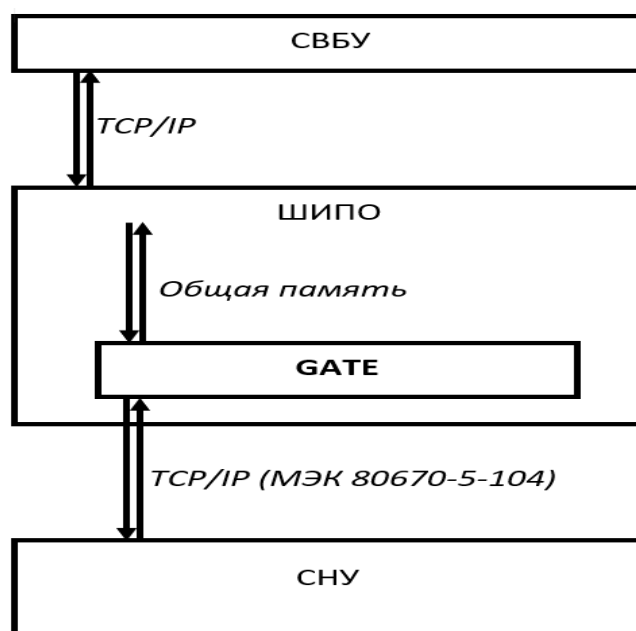 СВБУ
TCP/IP
ШИПО
Общая память
GATE
TCP/IP (МЭК 80670-5-104)
СНУ